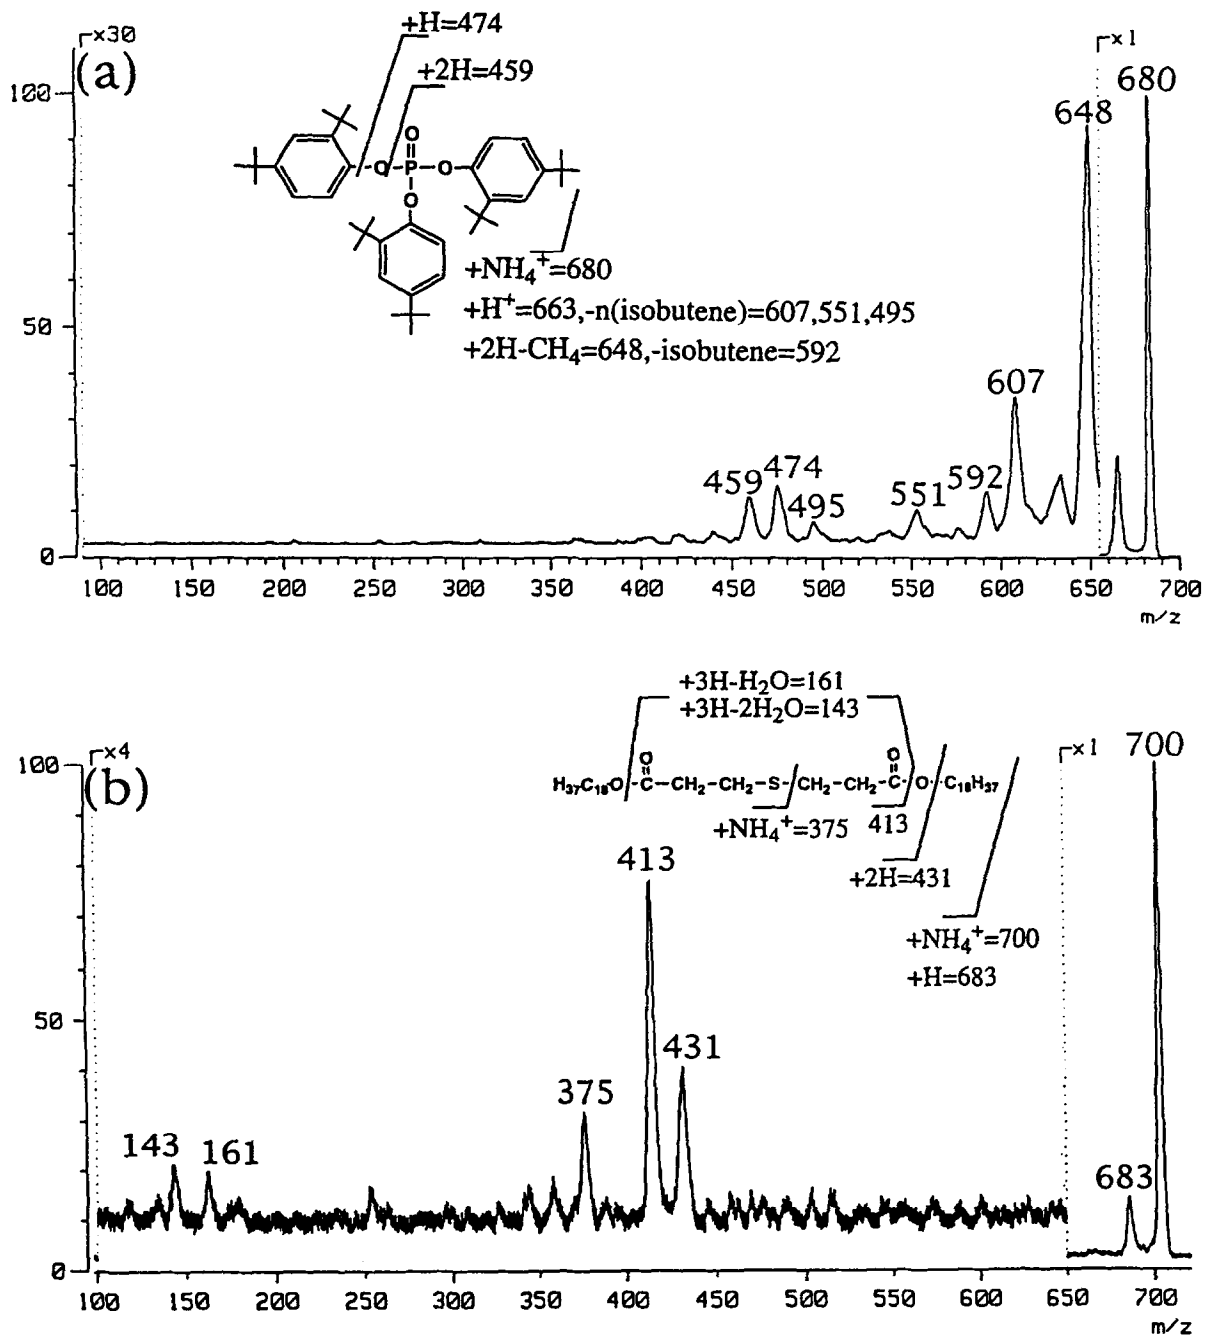 (a)
×30
×1
+H=474
+2H=459
680
648
100
O
O P O
O
+NH₄⁺=680
+H⁺=663,-n(isobutene)=607,551,495
+2H-CH₄=648,-isobutene=592
50
607
459 474 495 551 592
0
100 150 200 250 300 350 400 450 500 550 600 650 700
m/z
(b)
×4
×1
+3H-H₂O=161
+3H-2H₂O=143
700
100
O O
H₃₇C₁₈O-C-CH₂-CH₂-S-CH₂-CH₂-C-O-C₁₈H₃₇
+NH₄⁺=375 413
+2H=431
+NH₄⁺=700
+H=683
413
50
431
375
143 161
683
0
100 150 200 250 300 350 400 450 500 550 600 650 700
m/z